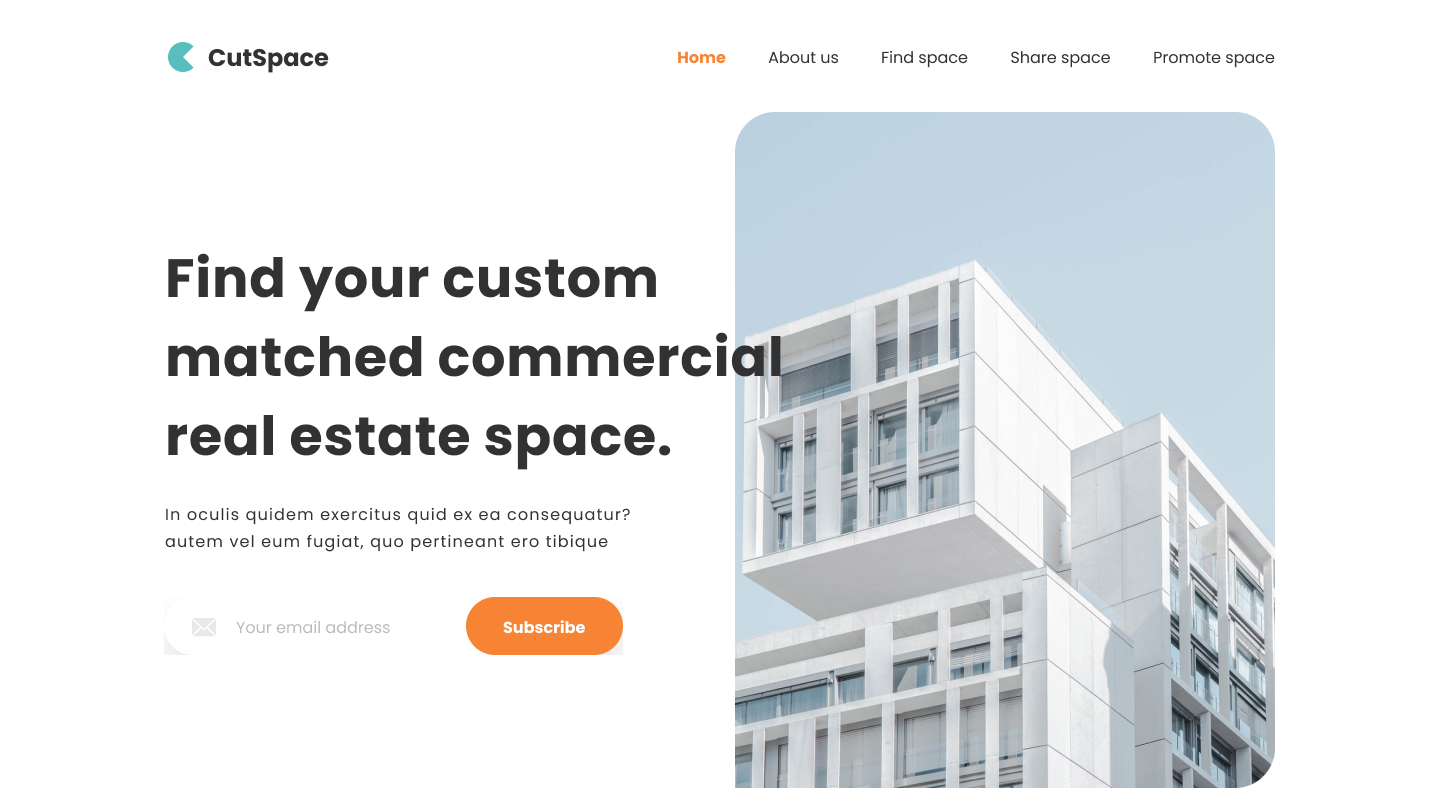 CutSpace
Home About us Find space Share space Promote space
Find your custom
matched commercial
real estate space.
In oculis quidem exercitus quid ex ea consequatur?
autem vel eum fugiat, quo pertineant ero tibique
Your email address Subscribe